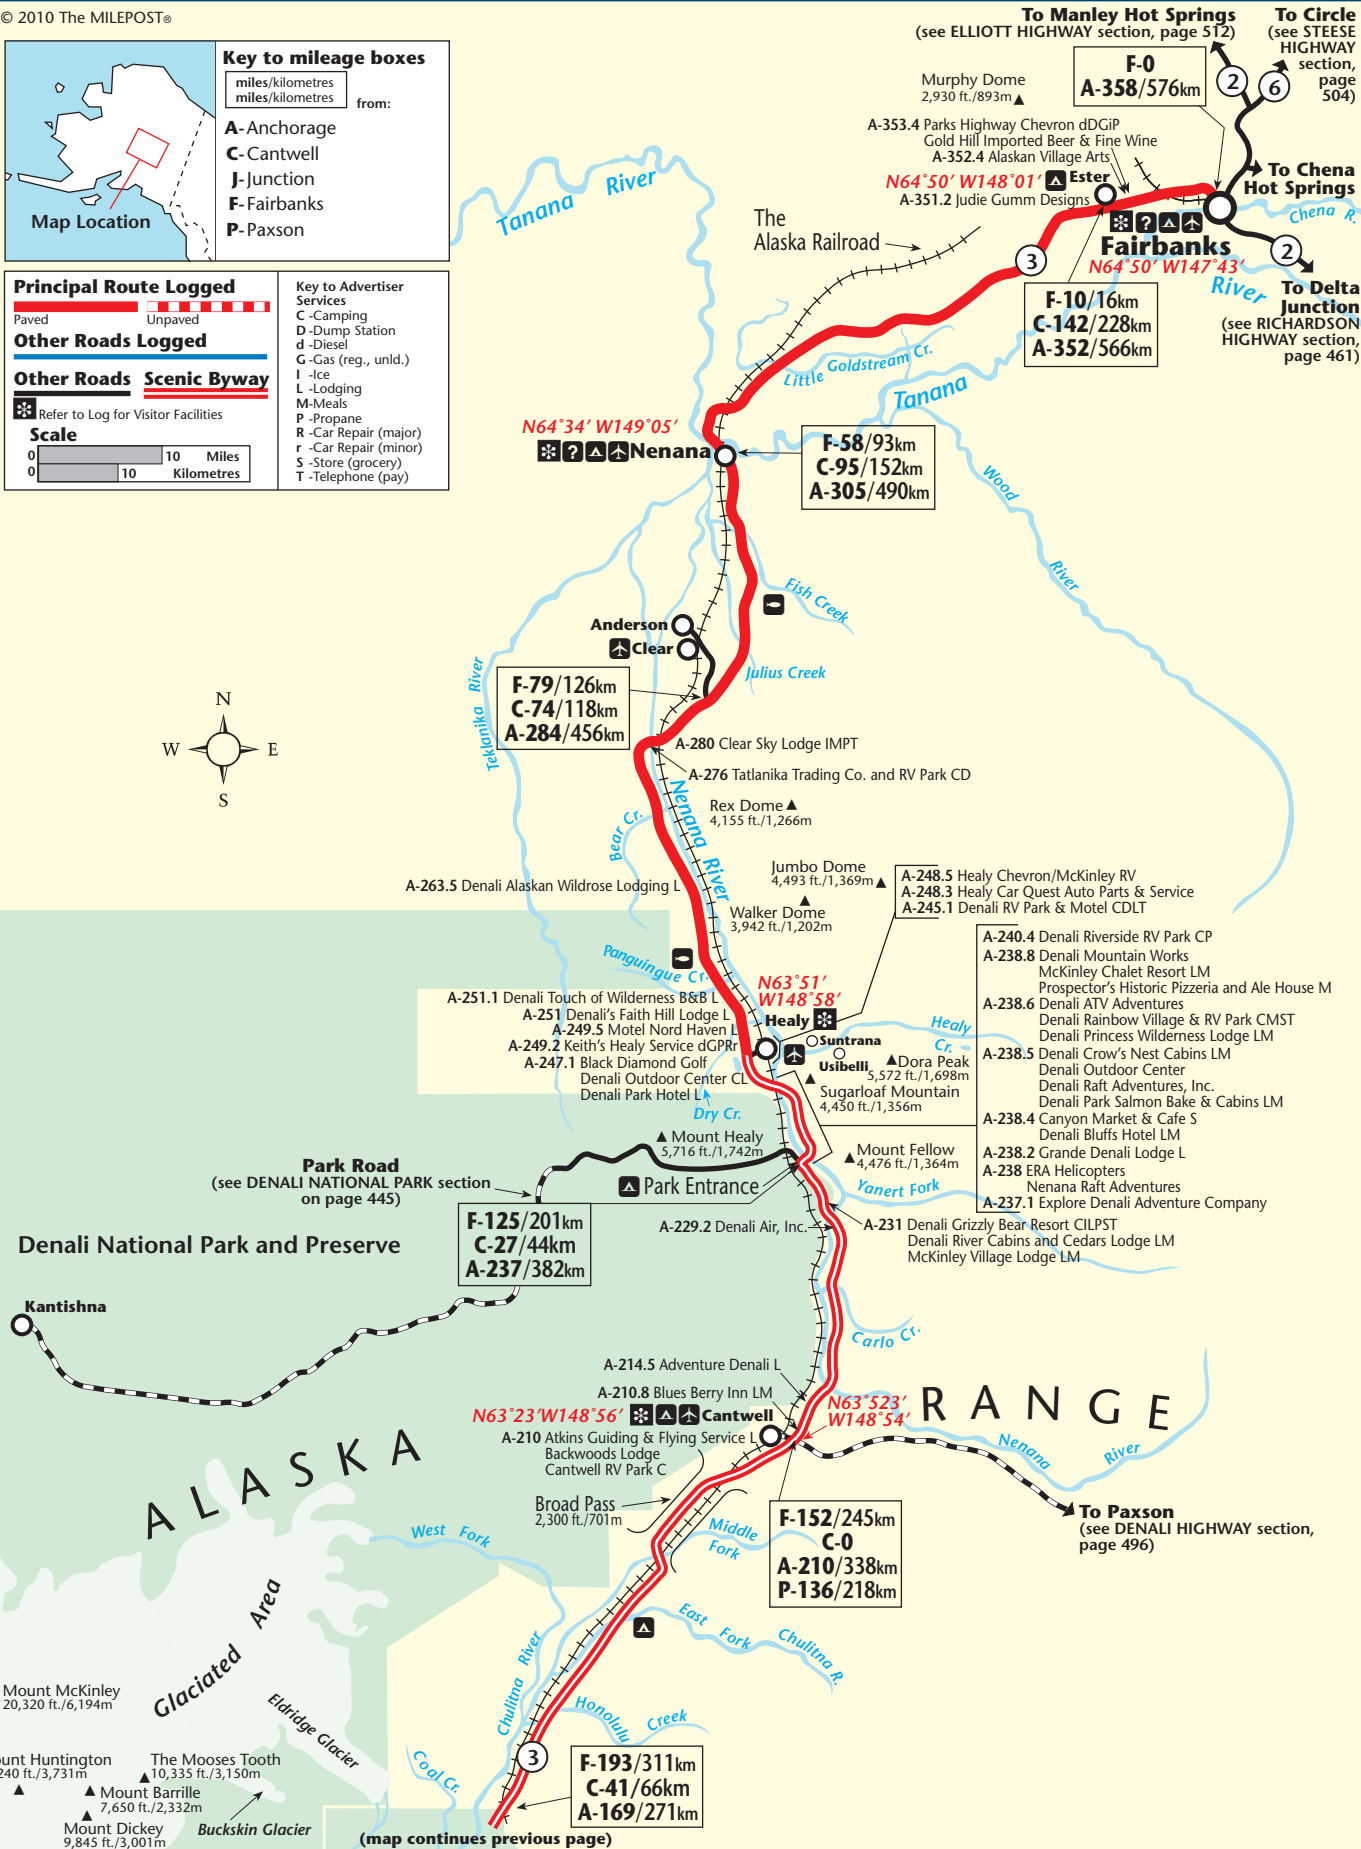 © 2010 The MILEPOST®
Key to mileage boxes
miles/kilometres
miles/kilometres
from:
A-Anchorage
C-Cantwell
J-Junction
F-Fairbanks
P-Paxson
Map Location
Principal Route Logged
Paved
Unpaved
Other Roads Logged
Other Roads
Scenic Byway
Refer to Log for Visitor Facilities
Scale
0 10 Miles
0 10 Kilometres
Key to Advertiser
Services
C -Camping
D -Dump Station
d -Diesel
G -Gas (reg., unld.)
I -Ice
L -Lodging
M-Meals
P -Propane
R -Car Repair (major)
r -Car Repair (minor)
S -Store (grocery)
T -Telephone (pay)
To Manley Hot Springs
(see ELLIOTT HIGHWAY section, page 512)
To Circle
(see STEESE
HIGHWAY
section,
page
504)
F-0
A-358/576km
2
6
Murphy Dome
2,930 ft./893m
A-353.4 Parks Highway Chevron dDGiP
Gold Hill Imported Beer & Fine Wine
A-352.4 Alaskan Village Arts
N64˚50′ W148˚01′
Ester
A-351.2 Judie Gumm Designs
To Chena
Hot Springs
Chena R.
?
Fairbanks
N64˚50′ W147˚43′
2
To Delta
Junction
(see RICHARDSON
HIGHWAY section,
page 461)
Tanana River
The
Alaska Railroad
3
F-10/16km
C-142/228km
A-352/566km
River
Little Goldstream Cr.
Tanana
N64˚34′ W149˚05′
?
Nenana
F-58/93km
C-95/152km
A-305/490km
Wood
River
Fish Creek
Anderson
Clear
Julius Creek
Teklanika River
F-79/126km
C-74/118km
A-284/456km
N
W
E
S
A-280 Clear Sky Lodge IMPT
A-276 Tatlanika Trading Co. and RV Park CD
Nenana River
Rex Dome
4,155 ft./1,266m
Bear Cr.
Jumbo Dome
4,493 ft./1,369m
A-263.5 Denali Alaskan Wildrose Lodging L
Walker Dome
3,942 ft./1,202m
A-248.5 Healy Chevron/McKinley RV
A-248.3 Healy Car Quest Auto Parts & Service
A-245.1 Denali RV Park & Motel CDLT
Panguingue Cr.
A-240.4 Denali Riverside RV Park CP
A-238.8 Denali Mountain Works
McKinley Chalet Resort LM
Prospector's Historic Pizzeria and Ale House M
A-238.6 Denali ATV Adventures
Denali Rainbow Village & RV Park CMST
Denali Princess Wilderness Lodge LM
A-238.5 Denali Crow's Nest Cabins LM
Denali Outdoor Center
Denali Raft Adventures, Inc.
Denali Park Salmon Bake & Cabins LM
A-238.4 Canyon Market & Cafe S
Denali Bluffs Hotel LM
A-238.2 Grande Denali Lodge L
A-238 ERA Helicopters
Nenana Raft Adventures
A-237.1 Explore Denali Adventure Company
N63˚51′
W148˚58′
Healy
A-251.1 Denali Touch of Wilderness B&B L
A-251 Denali's Faith Hill Lodge L
A-249.5 Motel Nord Haven L
A-249.2 Keith's Healy Service dGPRr
A-247.1 Black Diamond Golf
Denali Outdoor Center CL
Denali Park Hotel L
Dry Cr.
Suntrana
Usibelli
Healy
Cr.
Dora Peak
5,572 ft./1,698m
Sugarloaf Mountain
4,450 ft./1,356m
Mount Healy
5,716 ft./1,742m
Mount Fellow
4,476 ft./1,364m
Park Road
(see DENALI NATIONAL PARK section
on page 445)
Park Entrance
Yanert Fork
F-125/201km
C-27/44km
A-237/382km
Denali National Park and Preserve
A-229.2 Denali Air, Inc.
A-231 Denali Grizzly Bear Resort CILPST
Denali River Cabins and Cedars Lodge LM
McKinley Village Lodge LM
Kantishna
Carlo Cr.
A-214.5 Adventure Denali L
A-210.8 Blues Berry Inn LM
N63˚23′W148˚56′
Cantwell
N63˚523′
W148˚54′
A-210 Atkins Guiding & Flying Service L
Backwoods Lodge
Cantwell RV Park C
ALASKA RANGE
Nenana River
Broad Pass
2,300 ft./701m
To Paxson
(see DENALI HIGHWAY section,
page 496)
F-152/245km
C-0
A-210/338km
P-136/218km
West Fork
Middle
Fork
East Fork Chulitna R.
Chulitna River
Honolulu Creek
Glaciated Area
Eldridge Glacier
Mount McKinley
20,320 ft./6,194m
ount Huntington
240 ft./3,731m
The Mooses Tooth
10,335 ft./3,150m
Mount Barrille
7,650 ft./2,332m
Mount Dickey
9,845 ft./3,001m
Buckskin Glacier
Coal Cr.
3
F-193/311km
C-41/66km
A-169/271km
(map continues previous page)